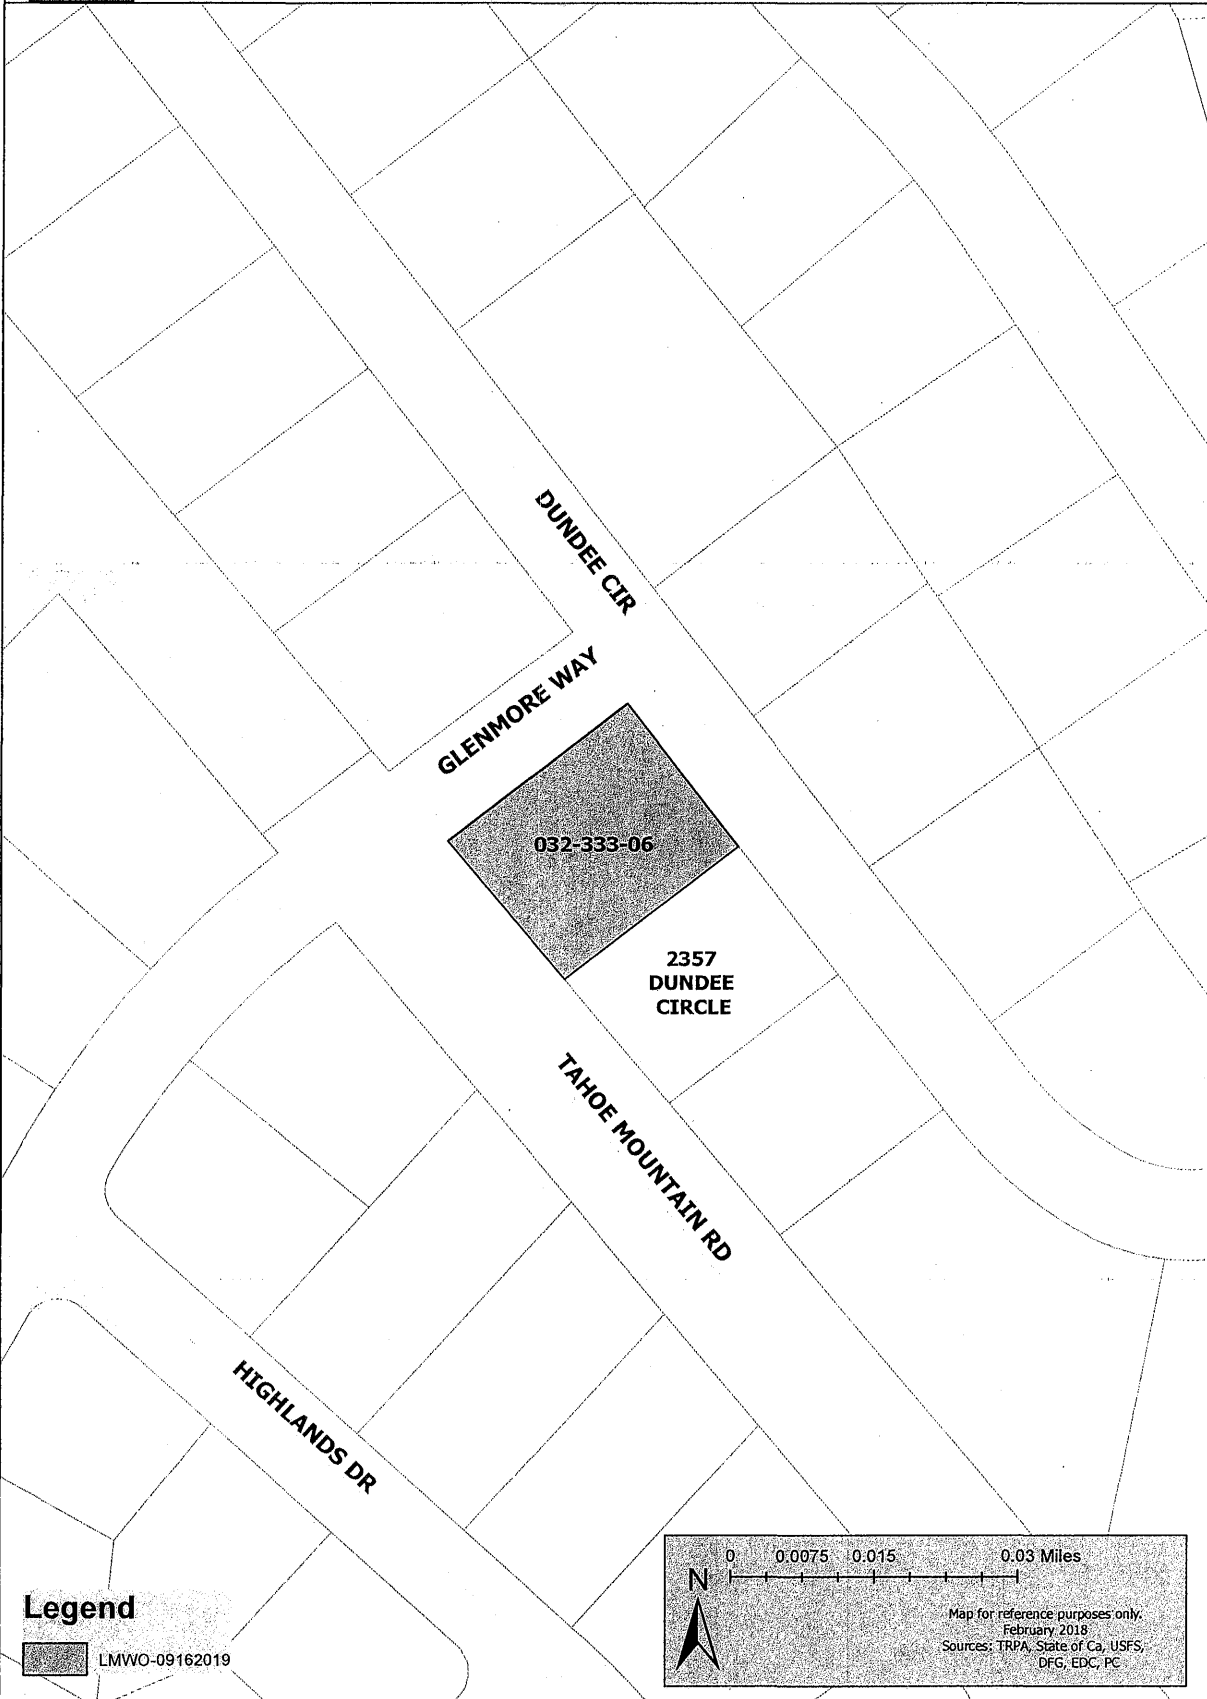 DUNDEE CIR
GLENMORE WAY
032-333-06
2357
DUNDEE
CIRCLE
TAHOE MOUNTAIN RD
HIGHLANDS DR
0 0.0075 0.015 0.03 Miles
N
Map for reference purposes only.
February 2018
Sources: TRPA, State of Ca, USFS,
DFG, EDC, PC
Legend
LMWO-09162019